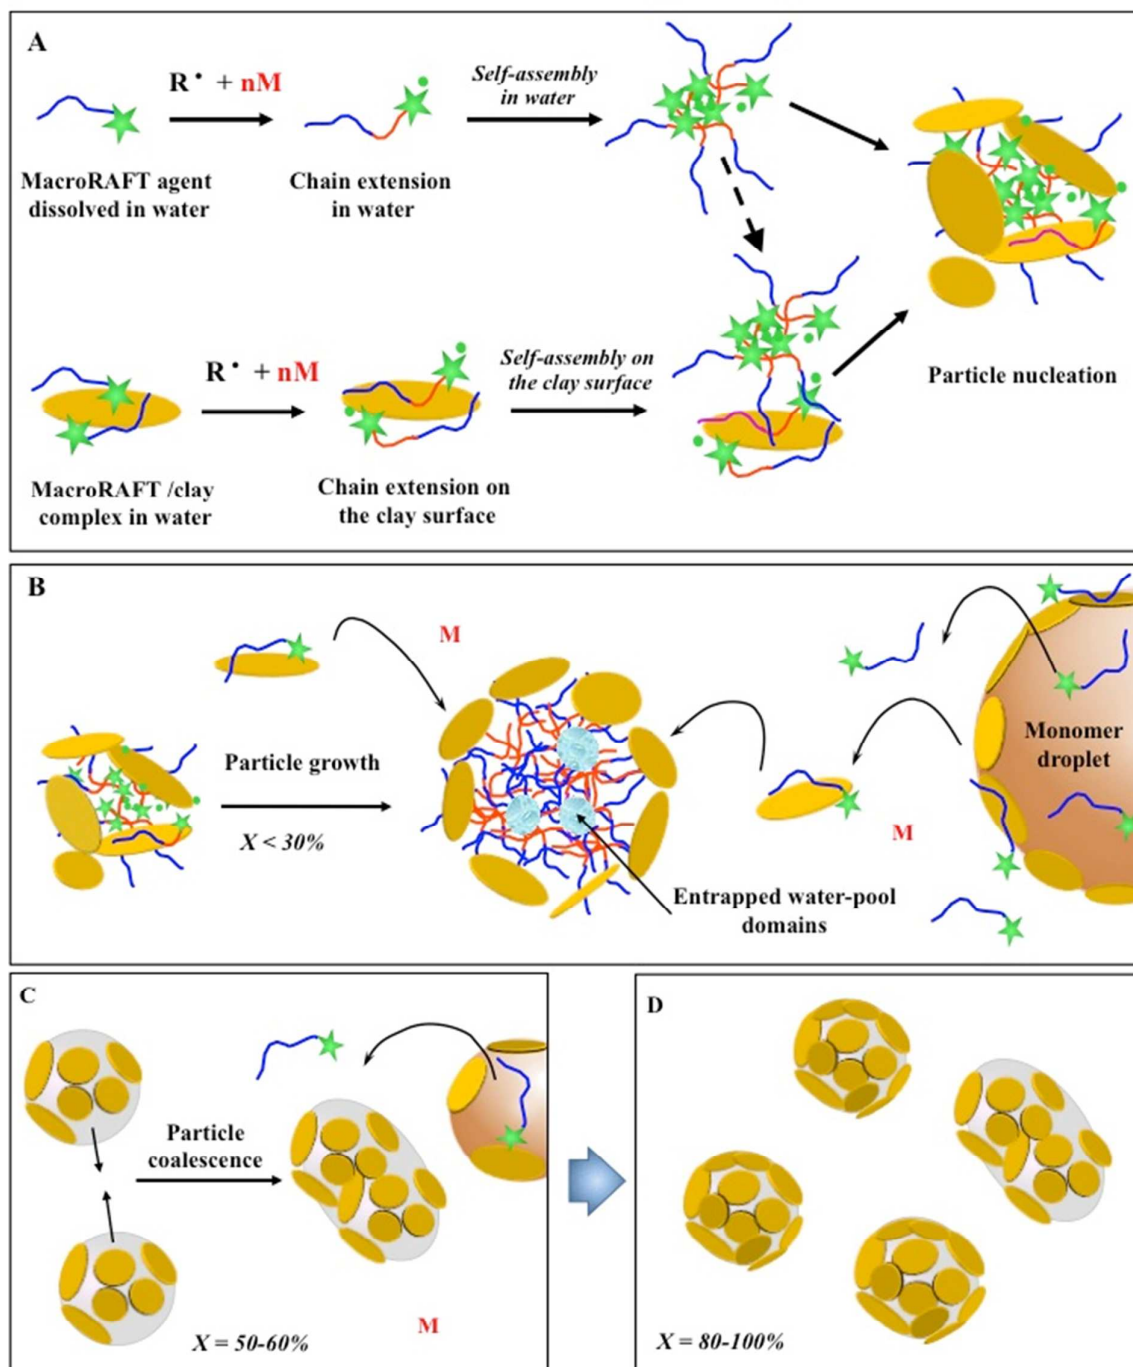 A
R• + nM
Self-assembly
in water
MacroRAFT agent
dissolved in water
Chain extension
in water
R• + nM
Self-assembly on
the clay surface
Particle nucleation
MacroRAFT /clay
complex in water
Chain extension on
the clay surface
B
M
Monomer
droplet
Particle growth
X < 30%
M
Entrapped water-pool
domains
C
Particle
coalescence
M
X = 50-60%
D
X = 80-100%